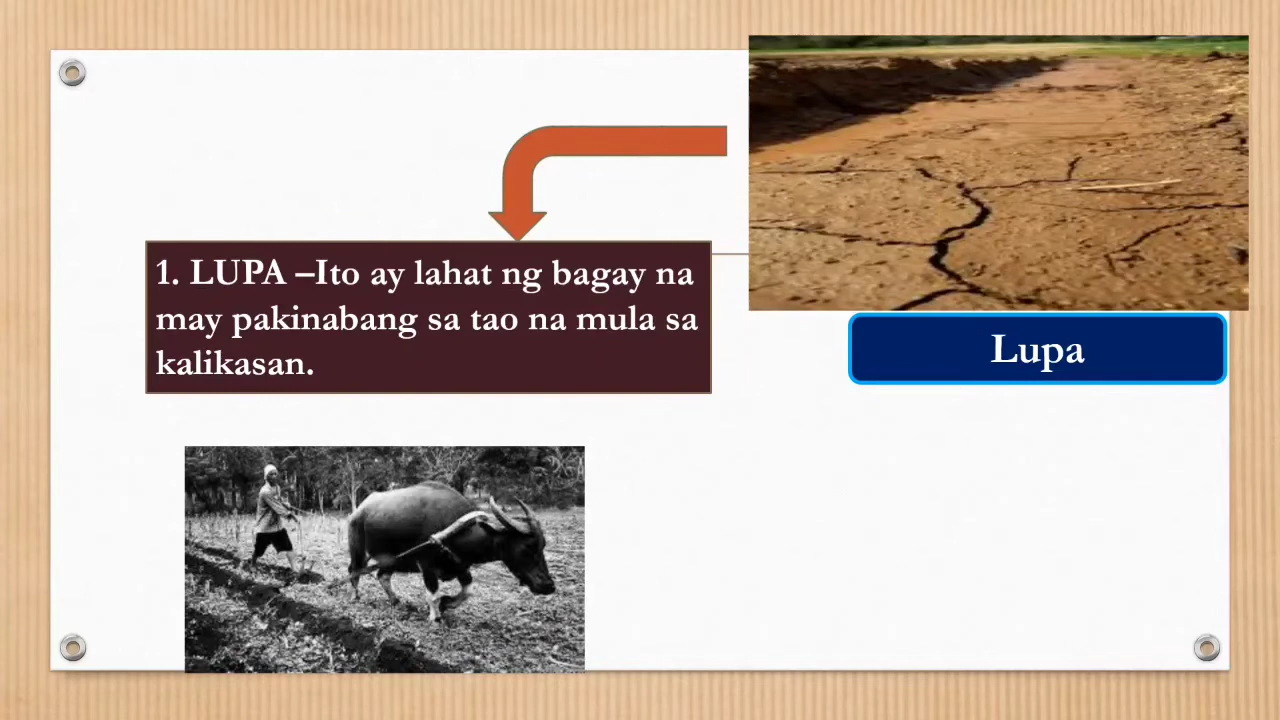 1. LUPA –Ito ay lahat ng bagay na
may pakinabang sa tao na mula sa
kalikasan.
Lupa